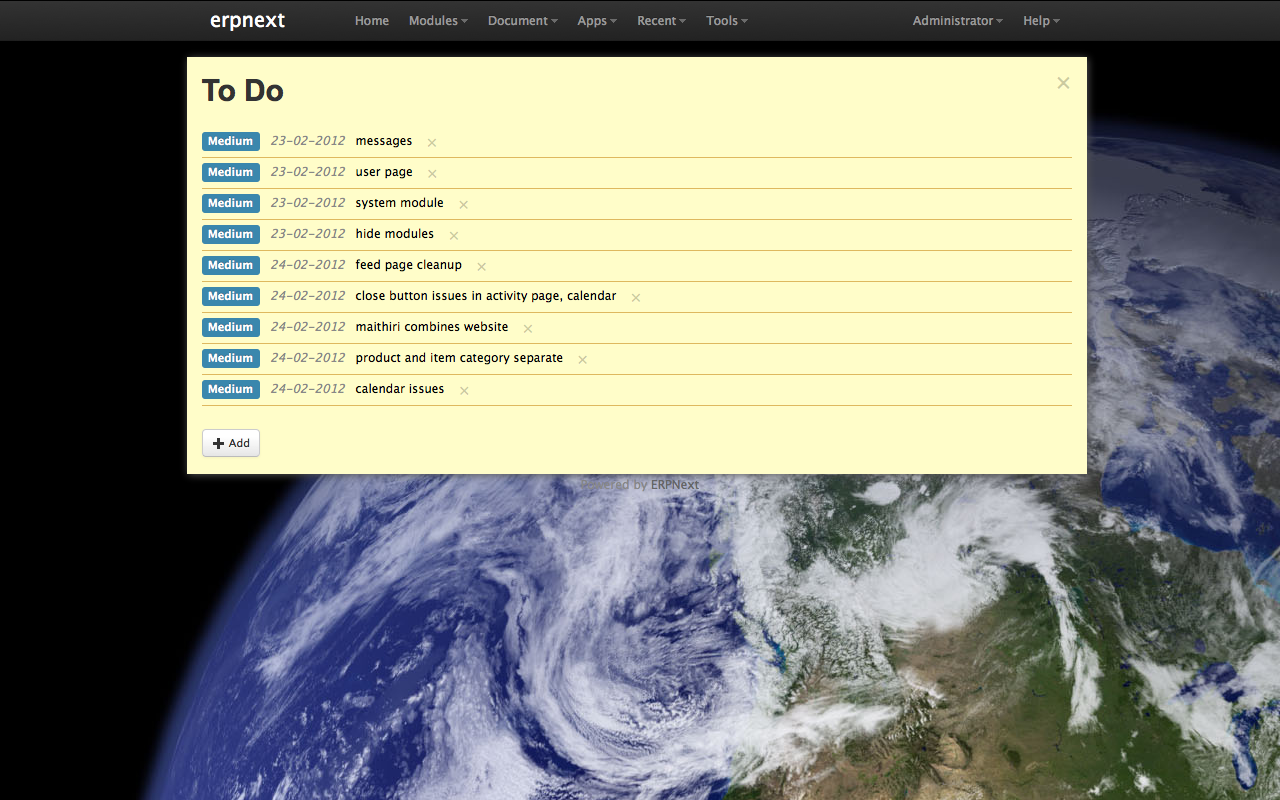 erpnext Home Modules Document Apps Recent Tools Administrator Help
To Do
Medium 23-02-2012 messages
Medium 23-02-2012 user page
Medium 23-02-2012 system module
Medium 23-02-2012 hide modules
Medium 24-02-2012 feed page cleanup
Medium 24-02-2012 close button issues in activity page, calendar
Medium 24-02-2012 maithiri combines website
Medium 24-02-2012 product and item category separate
Medium 24-02-2012 calendar issues
Add
Powered by ERPNext